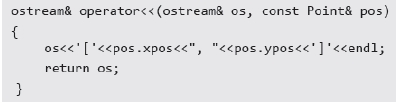 ostream& operator<<(ostream& os, const Point& pos)
{
    os<<'['<<pos.xpos<<", "<<pos.ypos<<']'<<endl;
    return os;
}